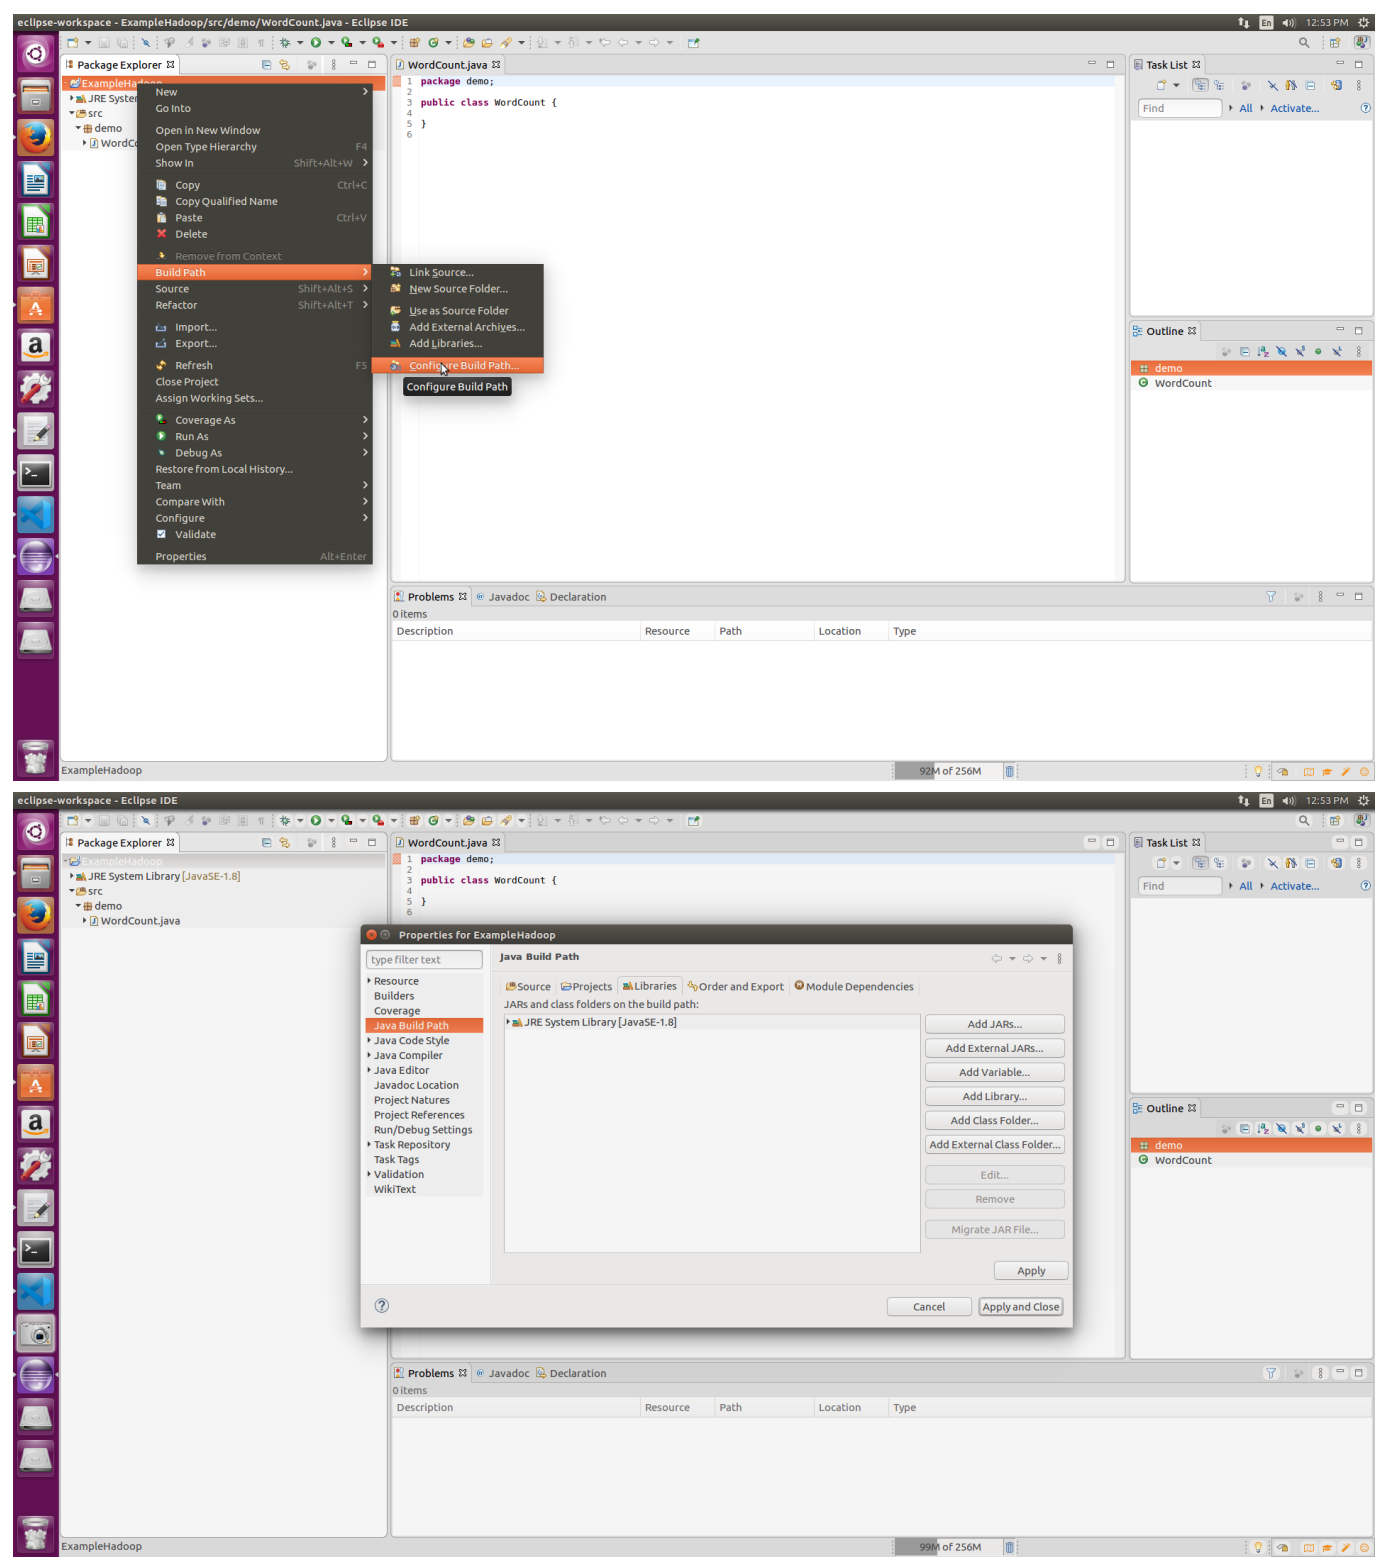 eclipse-workspace - ExampleHadoop/src/demo/WordCount.java - Eclipse IDE
En 12:53 PM
Package Explorer
WordCount.java
Task List
ExampleHadoop
JRE System
src
demo
WordCo
New
Go Into
Open in New Window
Open Type Hierarchy F4
Show In Shift+Alt+W
Copy Ctrl+C
Copy Qualified Name
Paste Ctrl+V
Delete
Remove from Context
Build Path
Source Shift+Alt+S
Refactor Shift+Alt+T
Import...
Export...
Refresh F5
Close Project
Assign Working Sets...
Coverage As
Run As
Debug As
Restore from Local History...
Team
Compare With
Configure
Validate
Properties Alt+Enter
Link Source...
New Source Folder...
Use as Source Folder
Add External Archives...
Add Libraries...
Configure Build Path...
Configure Build Path
1 package demo;
2
3 public class WordCount {
4
5 }
6
Find All Activate...
Outline
demo
WordCount
Problems Javadoc Declaration
0 items
Description Resource Path Location Type
ExampleHadoop
92M of 256M
eclipse-workspace - Eclipse IDE
En 12:53 PM
Package Explorer
WordCount.java
Task List
ExampleHadoop
JRE System Library [JavaSE-1.8]
src
demo
WordCount.java
1 package demo;
2
3 public class WordCount {
4
5 }
6
Find All Activate...
Properties for ExampleHadoop
type filter text
Resource
Builders
Coverage
Java Build Path
Java Code Style
Java Compiler
Java Editor
Javadoc Location
Project Natures
Project References
Run/Debug Settings
Task Repository
Task Tags
Validation
WikiText
Java Build Path
Source Projects Libraries Order and Export Module Dependencies
JARs and class folders on the build path:
JRE System Library [JavaSE-1.8]
Add JARs...
Add External JARs...
Add Variable...
Add Library...
Add Class Folder...
Add External Class Folder...
Edit...
Remove
Migrate JAR File...
Apply
Cancel Apply and Close
Outline
demo
WordCount
Problems Javadoc Declaration
0 items
Description Resource Path Location Type
ExampleHadoop
99M of 256M